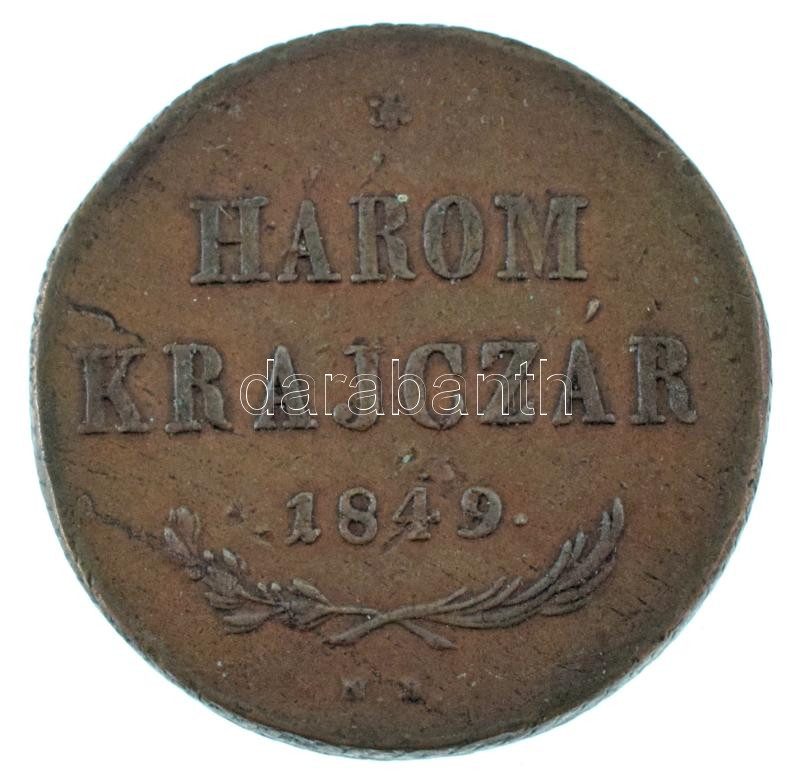 HÁROM
KRAJCZÁR
darabanth
1849.
N B